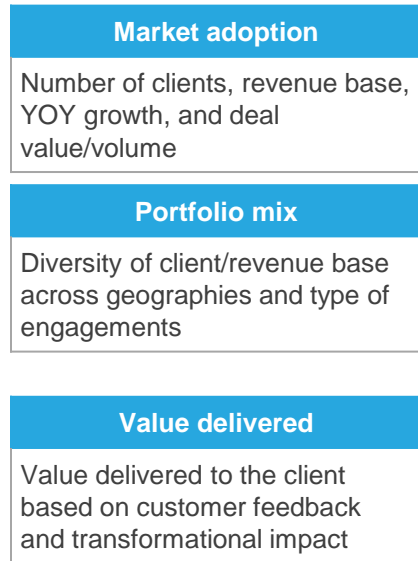 Market adoption
Number of clients, revenue base,
YOY growth, and deal
value/volume
Portfolio mix
Diversity of client/revenue base
across geographies and type of
engagements
Value delivered
Value delivered to the client
based on customer feedback
and transformational impact